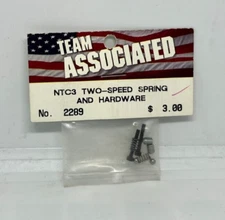 TEAM
ASSOCIATED
NTC3 TWO-SPEED SPRING
AND HARDWARE
No. 2289 $ 3.00